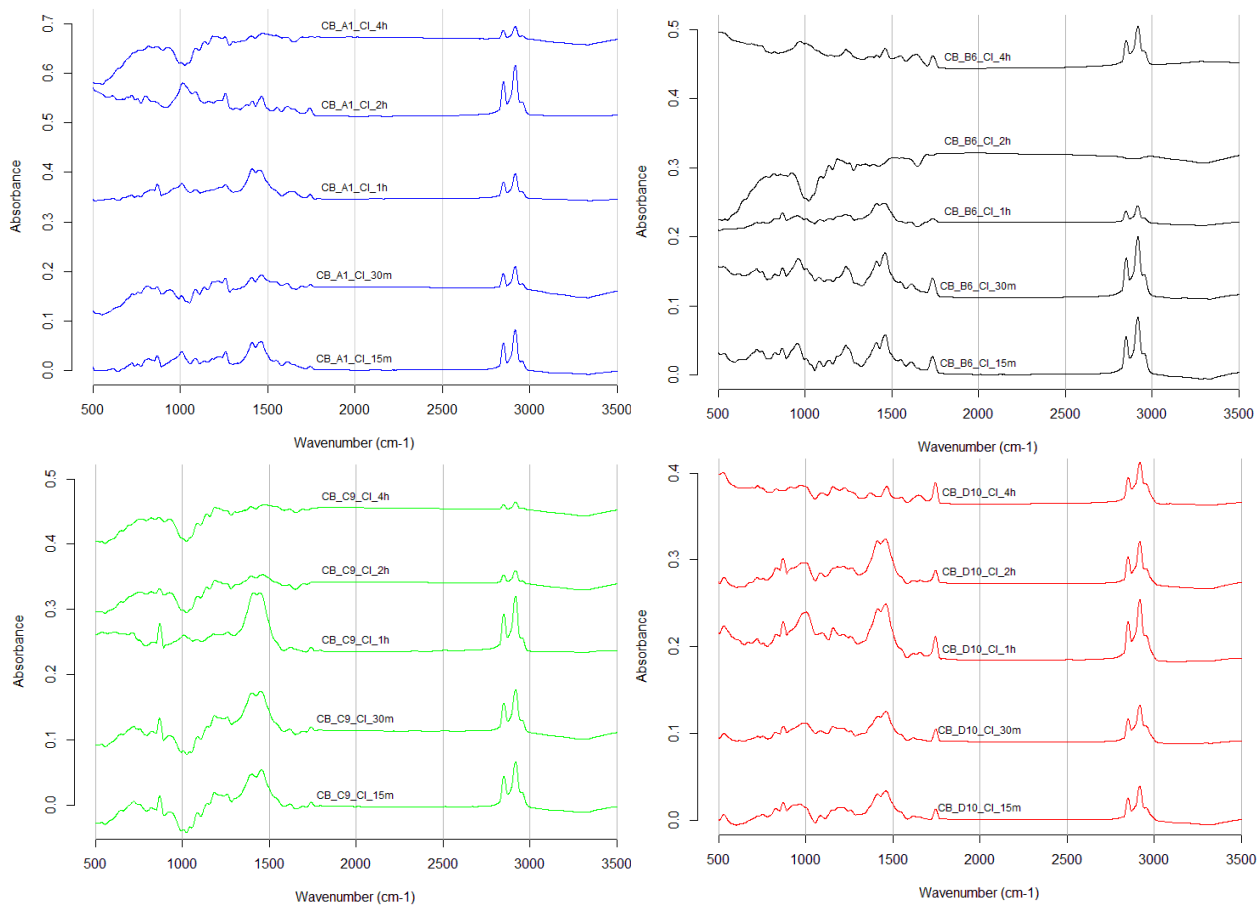 CB_A1_Cl_4h
CB_A1_Cl_2h
CB_A1_Cl_1h
CB_A1_Cl_30m
CB_A1_Cl_15m
0.7
0.6
0.5
0.4
0.3
0.2
0.1
0.0
Absorbance
500 1000 1500 2000 2500 3000 3500
Wavenumber (cm-1)
CB_B6_Cl_4h
CB_B6_Cl_2h
CB_B6_Cl_1h
CB_B6_Cl_30m
CB_B6_Cl_15m
0.5
0.4
0.3
0.2
0.1
0.0
Absorbance
500 1000 1500 2000 2500 3000 3500
Wavenumber (cm-1)
CB_C9_Cl_4h
CB_C9_Cl_2h
CB_C9_Cl_1h
CB_C9_Cl_30m
CB_C9_Cl_15m
0.5
0.4
0.3
0.2
0.1
0.0
Absorbance
500 1000 1500 2000 2500 3000 3500
Wavenumber (cm-1)
CB_D10_Cl_4h
CB_D10_Cl_2h
CB_D10_Cl_1h
CB_D10_Cl_30m
CB_D10_Cl_15m
0.4
0.3
0.2
0.1
0.0
Absorbance
500 1000 1500 2000 2500 3000 3500
Wavenumber (cm-1)